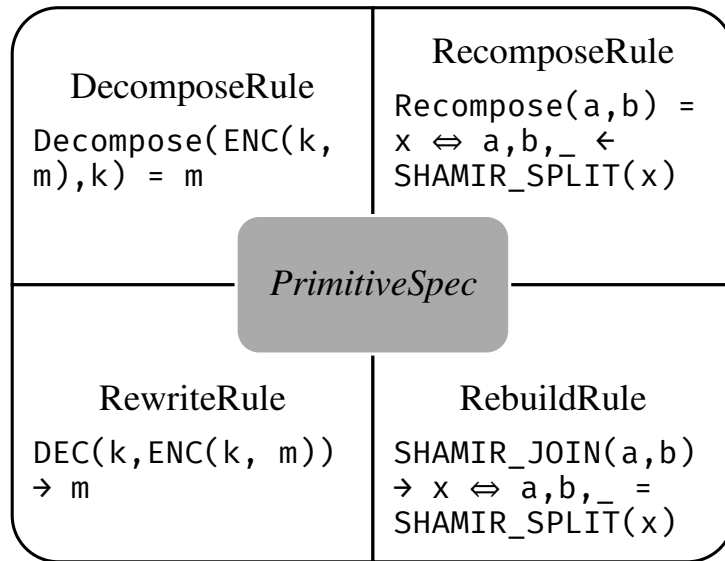 DecomposeRule
Decompose(ENC(k,
m),k) = m
RecomposeRule
Recompose(a,b) =
x ⇔ a,b,_ ←
SHAMIR_SPLIT(x)
PrimitiveSpec
RewriteRule
DEC(k,ENC(k, m))
→ m
RebuildRule
SHAMIR_JOIN(a,b)
→ x ⇔ a,b,_ =
SHAMIR_SPLIT(x)